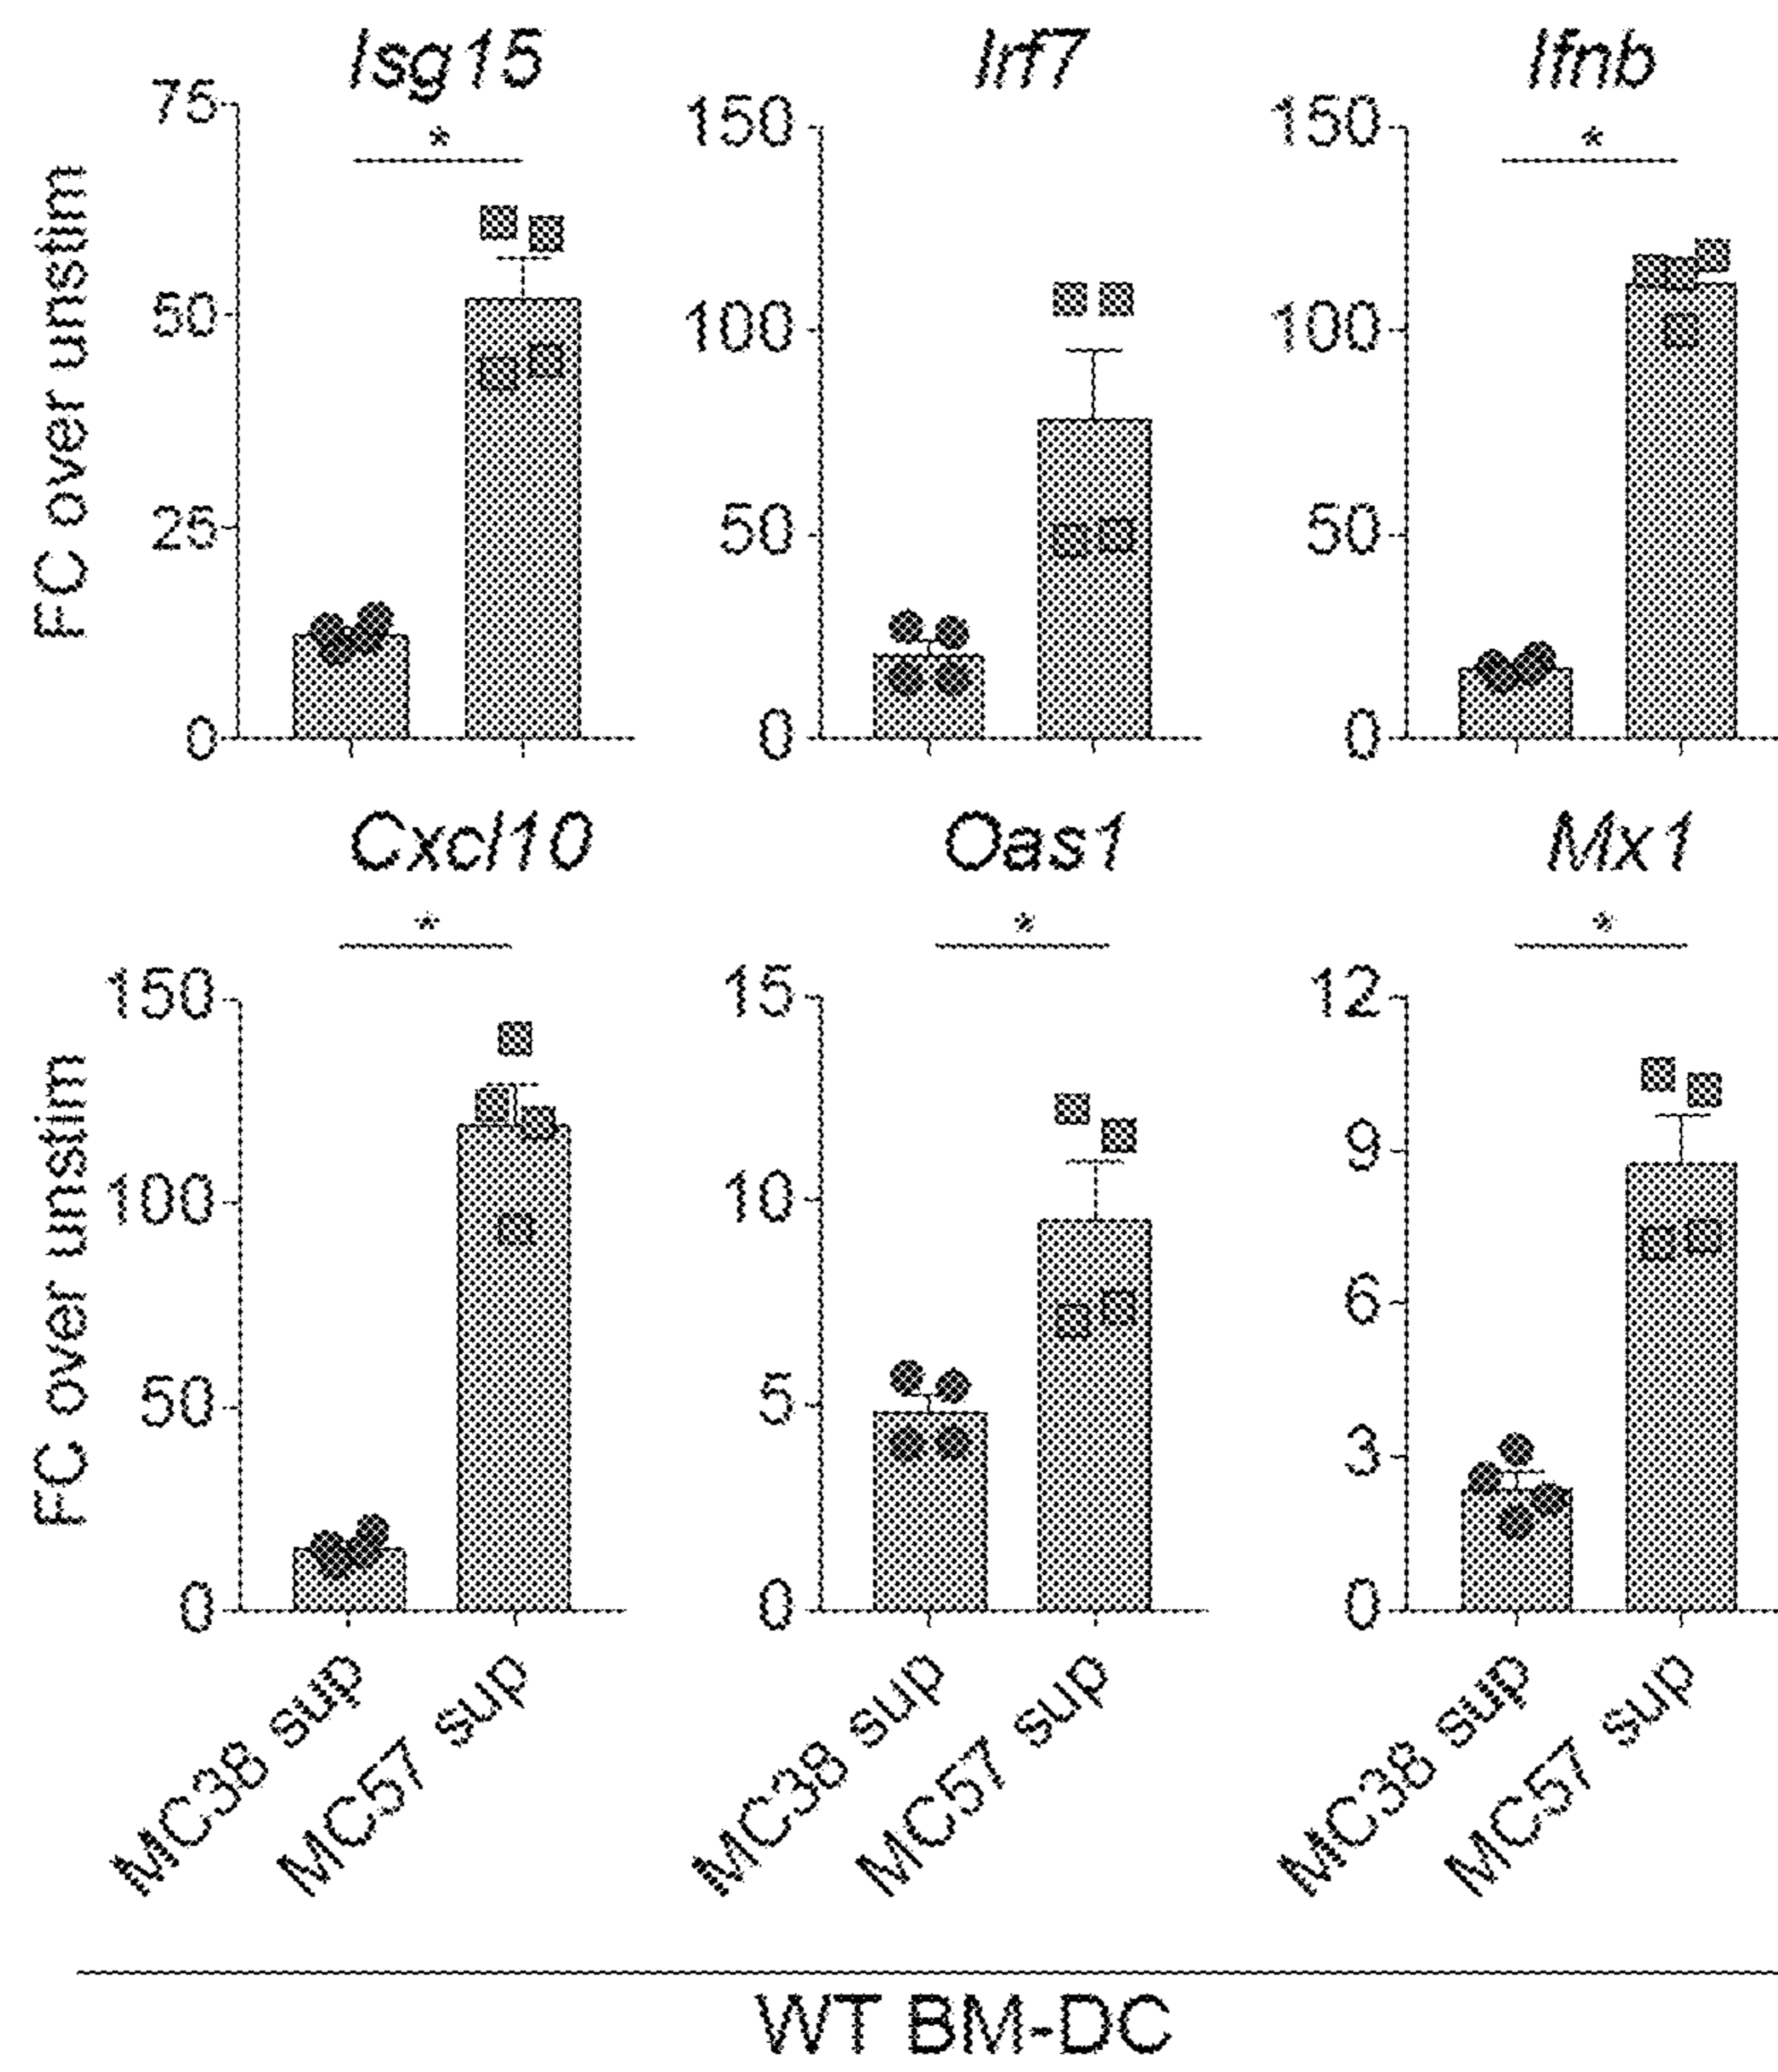 Isg15 Irf7 Ifnb
* *
FC over unstim
75
50
25
0
150
100
50
0
150
100
50
0
Cxcl10 Oas1 Mx1
* * *
FC over unstim
150
100
50
0
15
10
5
0
12
9
6
3
0
MC38 sup
MC57 sup
MC38 sup
MC57 sup
MC38 sup
MC57 sup
WT BM-DC